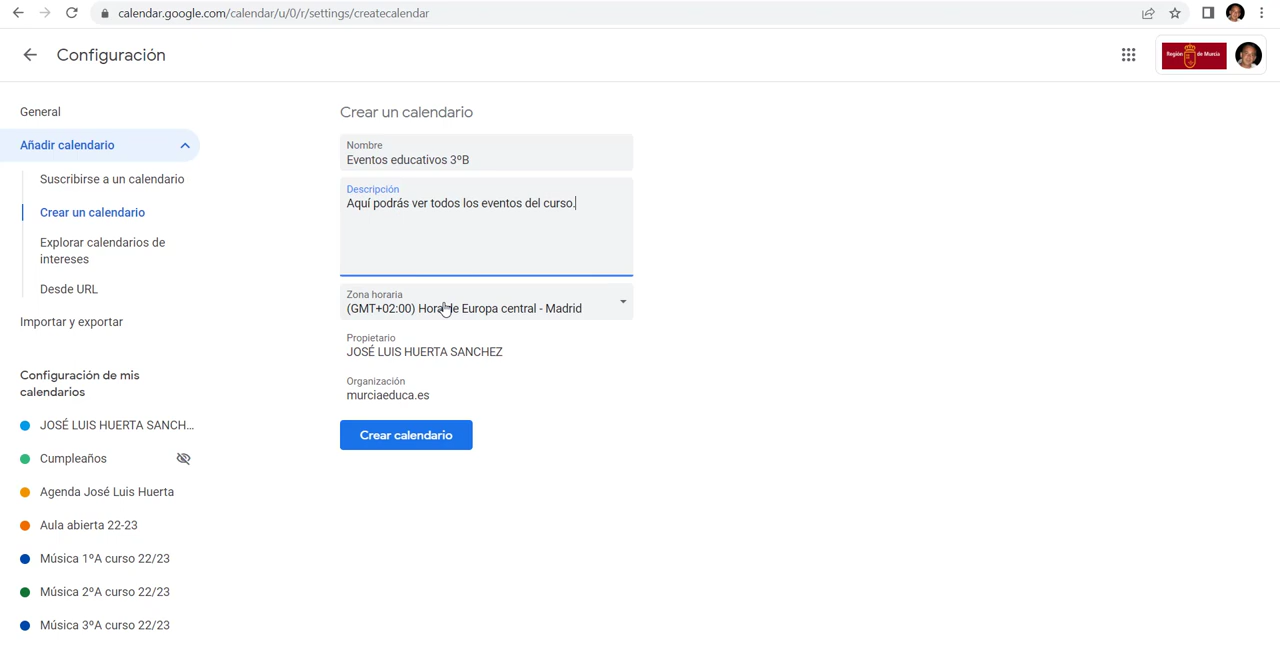 calendar.google.com/calendar/u/0/r/settings/createcalendar
Configuración
Región de Murcia
General
Añadir calendario
Suscribirse a un calendario
Crear un calendario
Explorar calendarios de
intereses
Desde URL
Importar y exportar
Configuración de mis
calendarios
JOSÉ LUIS HUERTA SANCH...
Cumpleaños
Agenda José Luis Huerta
Aula abierta 22-23
Música 1ºA curso 22/23
Música 2ºA curso 22/23
Música 3ºA curso 22/23
Crear un calendario
Nombre
Eventos educativos 3ºB
Descripción
Aquí podrás ver todos los eventos del curso.
Zona horaria
(GMT+02:00) Hora de Europa central - Madrid
Propietario
JOSÉ LUIS HUERTA SANCHEZ
Organización
murciaeduca.es
Crear calendario